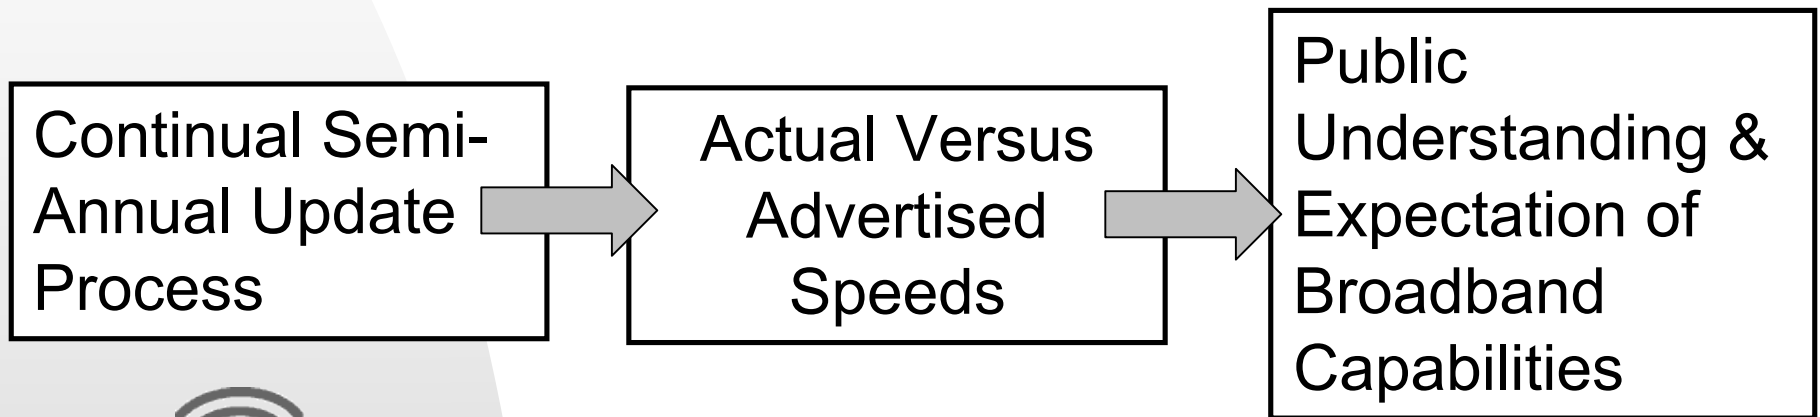 Continual Semi-
Annual Update
Process
Actual Versus
Advertised
Speeds
Public
Understanding &
Expectation of
Broadband
Capabilities